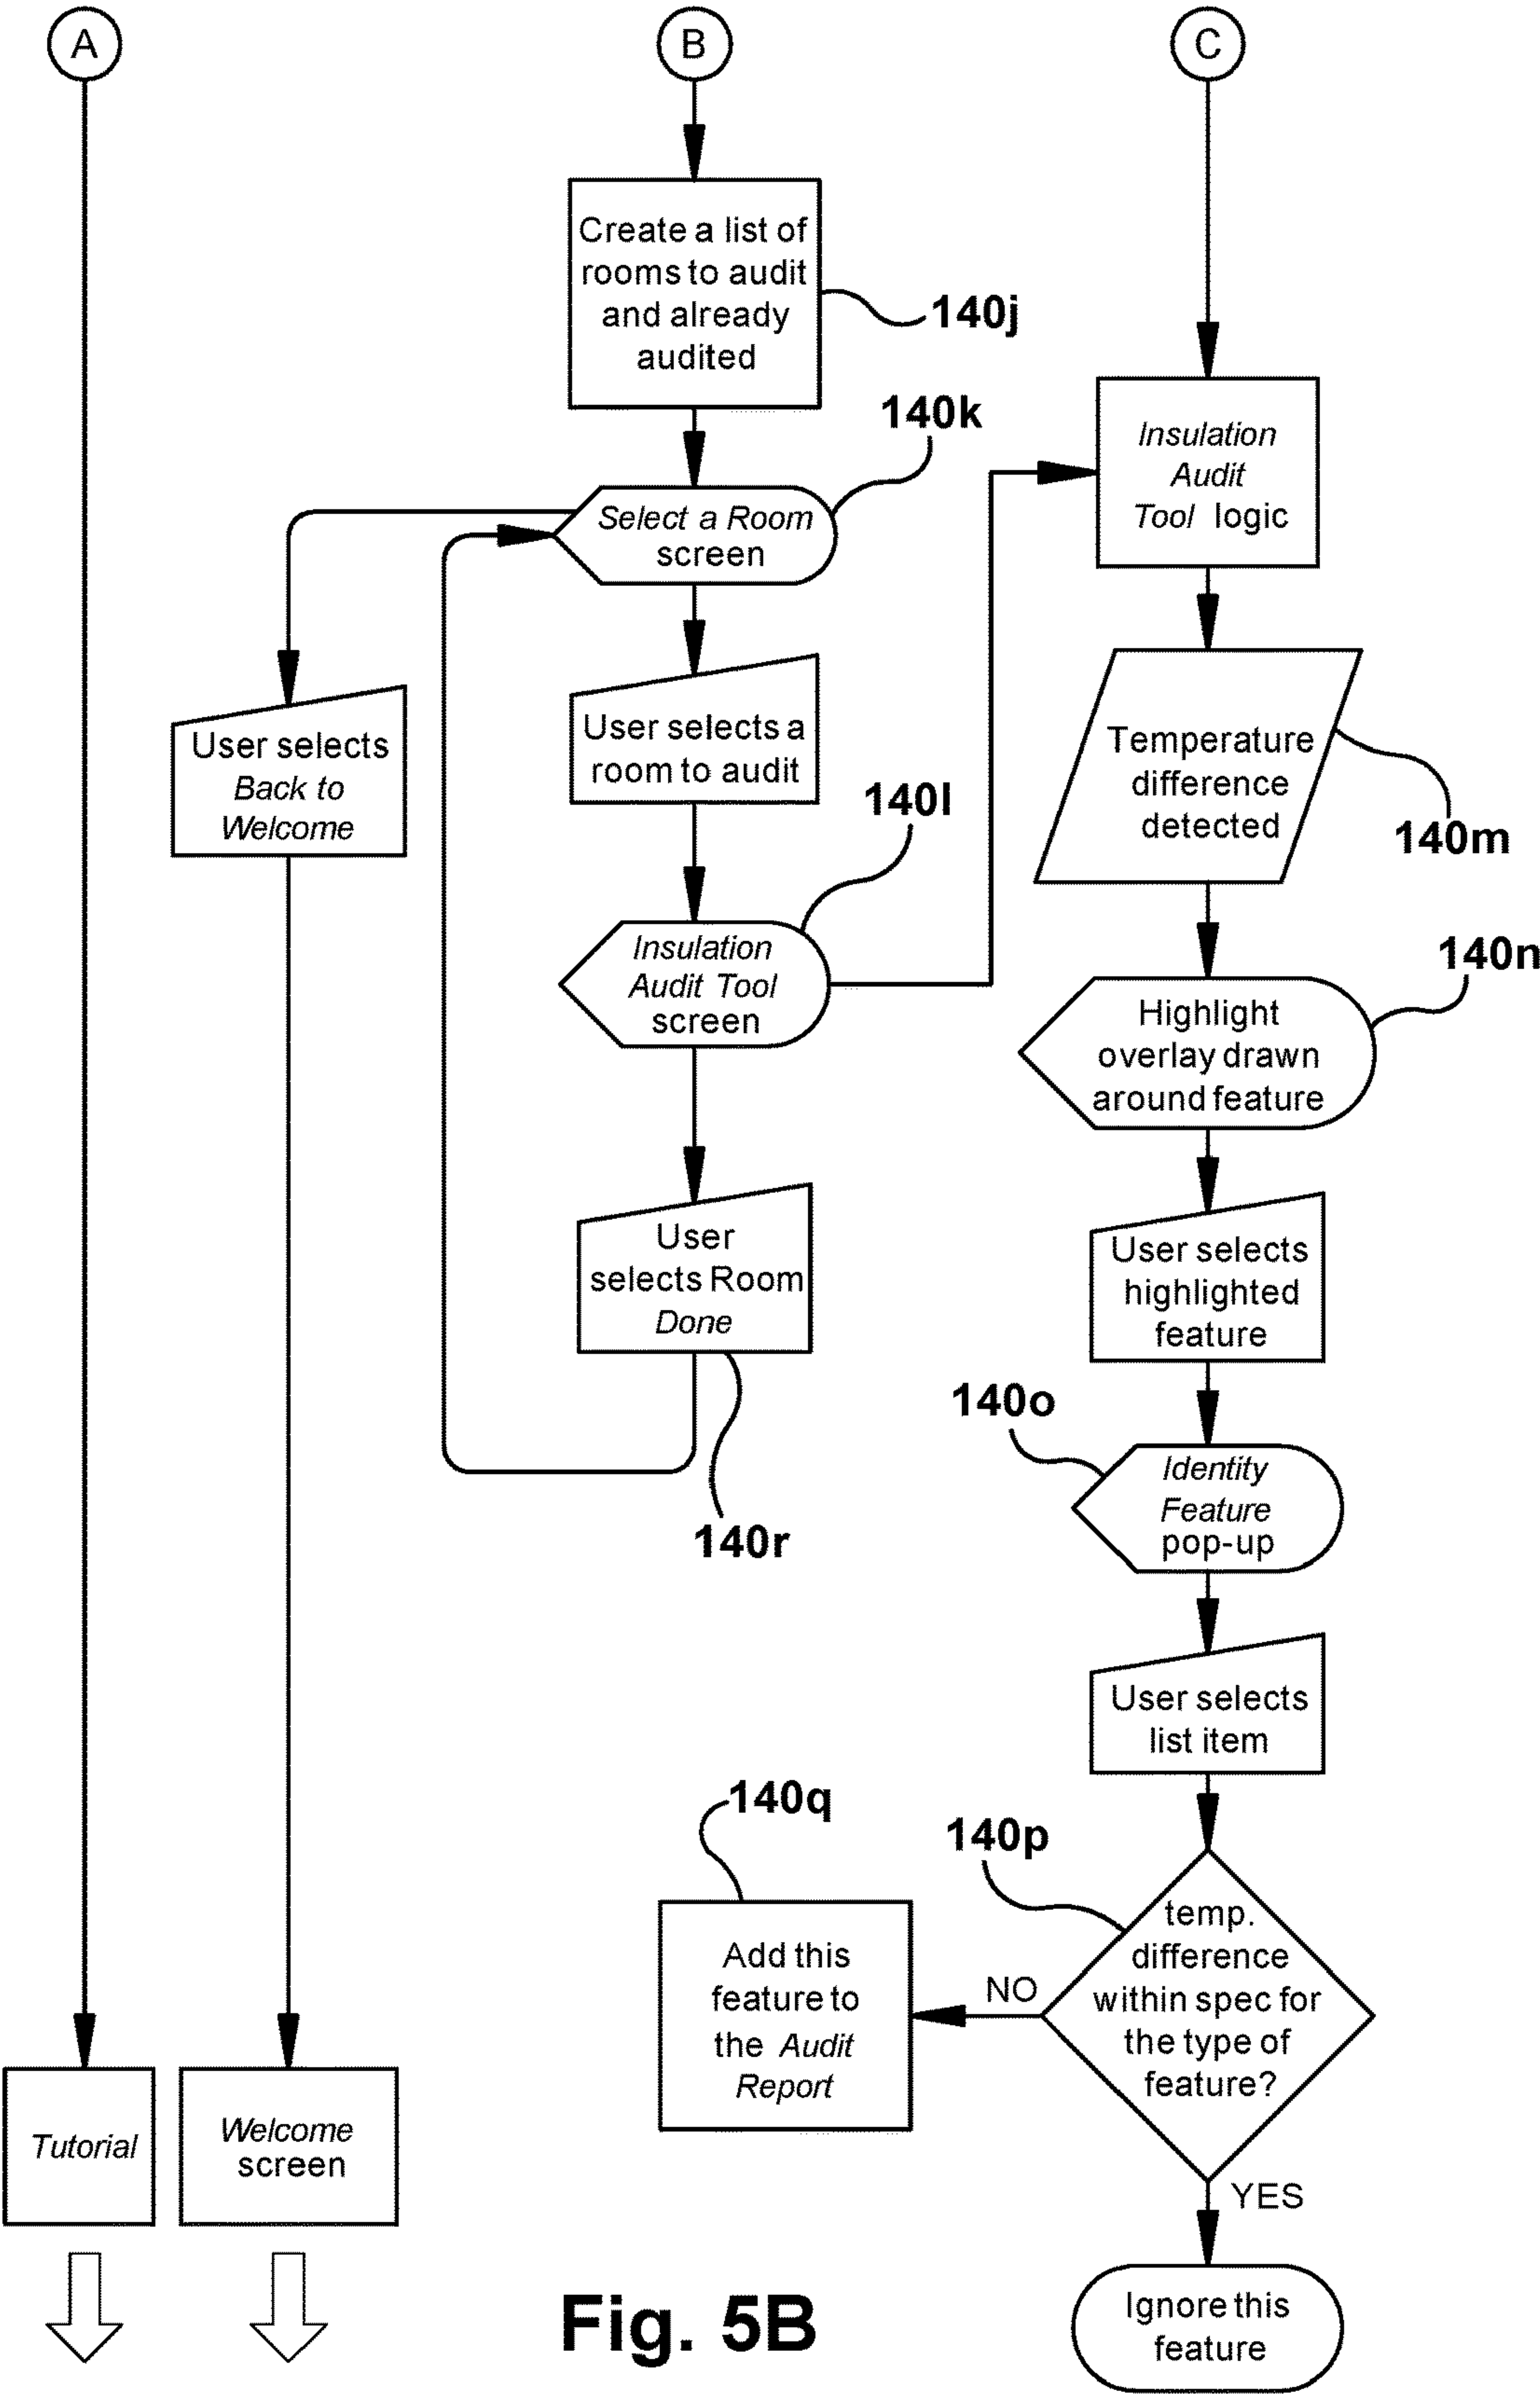 A
B
C
Create a list of
rooms to audit
and already
audited
140j
140k
Select a Room
screen
Insulation
Audit
Tool logic
User selects
Back to
Welcome
User selects a
room to audit
Temperature
difference
detected
140m
140l
Insulation
Audit Tool
screen
140n
Highlight
overlay drawn
around feature
User
selects Room
Done
140r
User selects
highlighted
feature
140o
Identity
Feature
pop-up
User selects
list item
140q
140p
Add this
feature to
the Audit
Report
NO
temp.
difference
within spec for
the type of
feature?
YES
Tutorial
Welcome
screen
Ignore this
feature
Fig. 5B